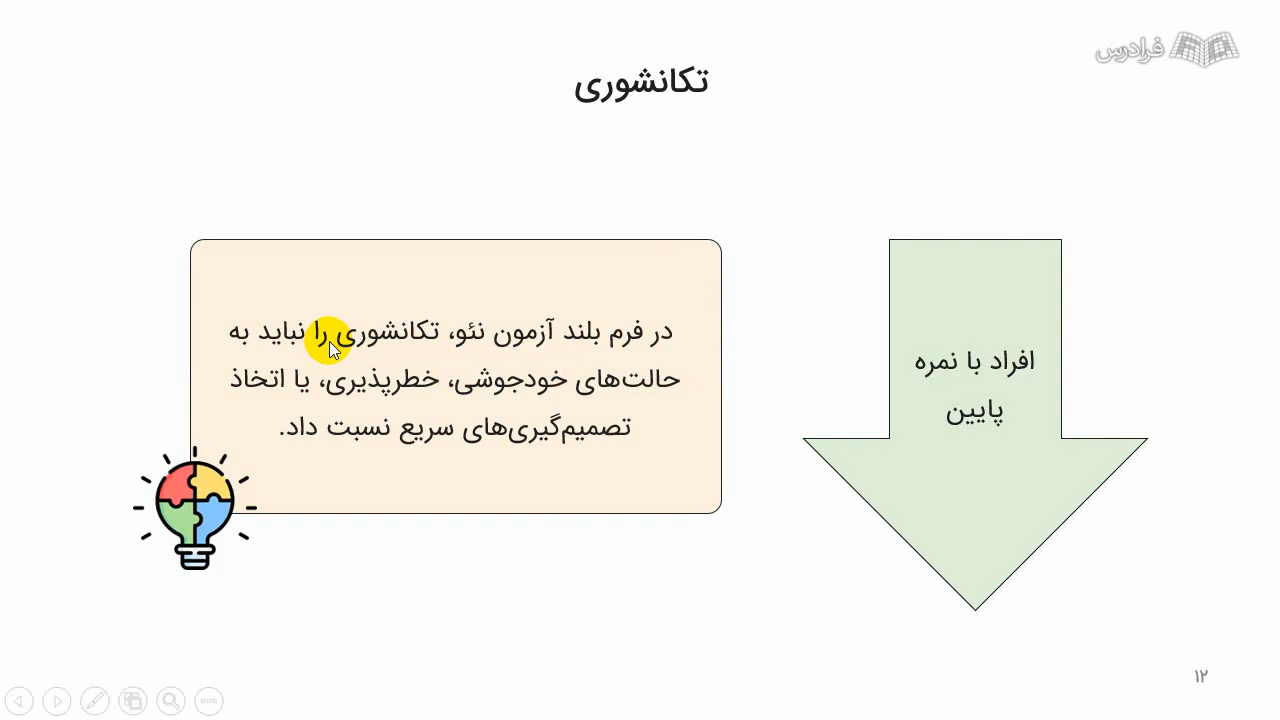 فرادرس
تکانشوری
افراد با نمره
پایین
در فرم بلند آزمون نئو، تکانشوری را نباید به
حالت‌های خودجوشی، خطرپذیری، یا اتخاذ
تصمیم‌گیری‌های سریع نسبت داد.
۱۲